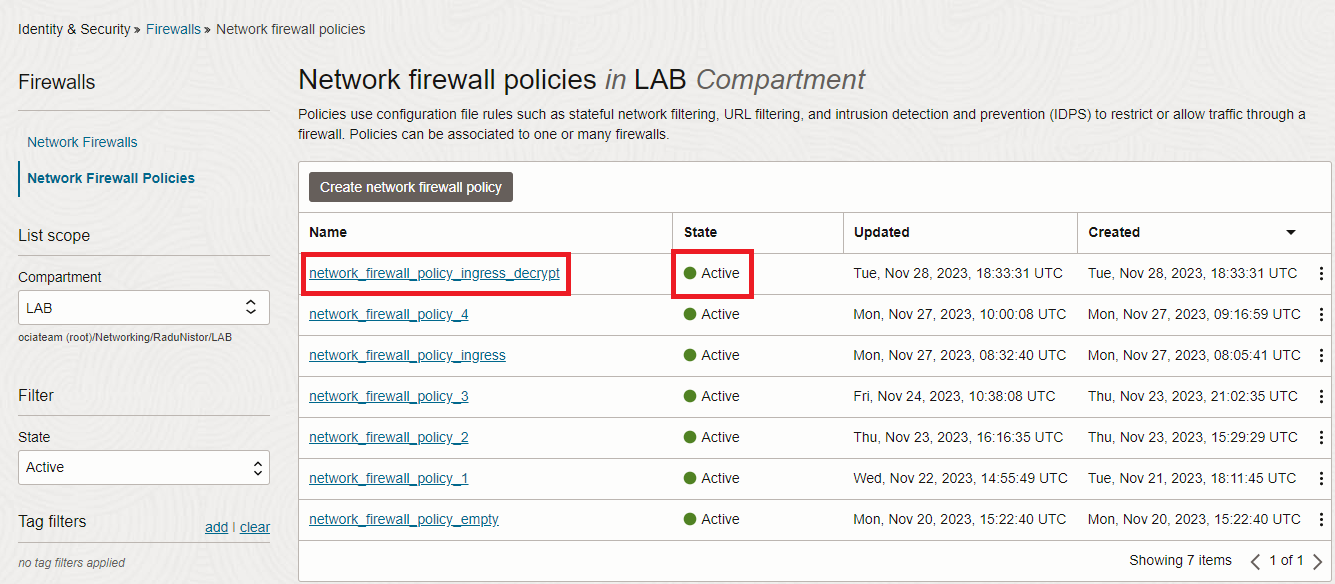 Identity & Security » Firewalls » Network firewall policies
Firewalls
Network Firewalls
Network Firewall Policies
List scope
Compartment
LAB
ociateam (root)/Networking/RaduNistor/LAB
Filter
State
Active
Tag filters add | clear
no tag filters applied
Network firewall policies in LAB Compartment
Policies use configuration file rules such as stateful network filtering, URL filtering, and intrusion detection and prevention (IDPS) to restrict or allow traffic through a
firewall. Policies can be associated to one or many firewalls.
Create network firewall policy
Name State Updated Created
network_firewall_policy_ingress_decrypt Active Tue, Nov 28, 2023, 18:33:31 UTC Tue, Nov 28, 2023, 18:33:31 UTC
network_firewall_policy_4 Active Mon, Nov 27, 2023, 10:00:08 UTC Mon, Nov 27, 2023, 09:16:59 UTC
network_firewall_policy_ingress Active Mon, Nov 27, 2023, 08:32:40 UTC Mon, Nov 27, 2023, 08:05:41 UTC
network_firewall_policy_3 Active Fri, Nov 24, 2023, 10:38:08 UTC Thu, Nov 23, 2023, 21:02:35 UTC
network_firewall_policy_2 Active Thu, Nov 23, 2023, 16:16:35 UTC Thu, Nov 23, 2023, 15:29:29 UTC
network_firewall_policy_1 Active Wed, Nov 22, 2023, 14:55:49 UTC Tue, Nov 21, 2023, 18:11:45 UTC
network_firewall_policy_empty Active Mon, Nov 20, 2023, 15:22:40 UTC Mon, Nov 20, 2023, 15:22:40 UTC
Showing 7 items < 1 of 1 >